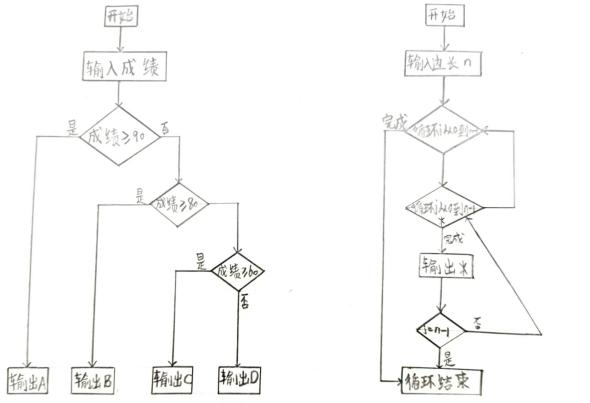 开始
输入成绩
是
成绩≥90
否
是
成绩≥80
是
成绩≥60
否
输出A
输出B
输出C
输出D
开始
输入边长n
完成
完成
输出*
否
是
循环结束